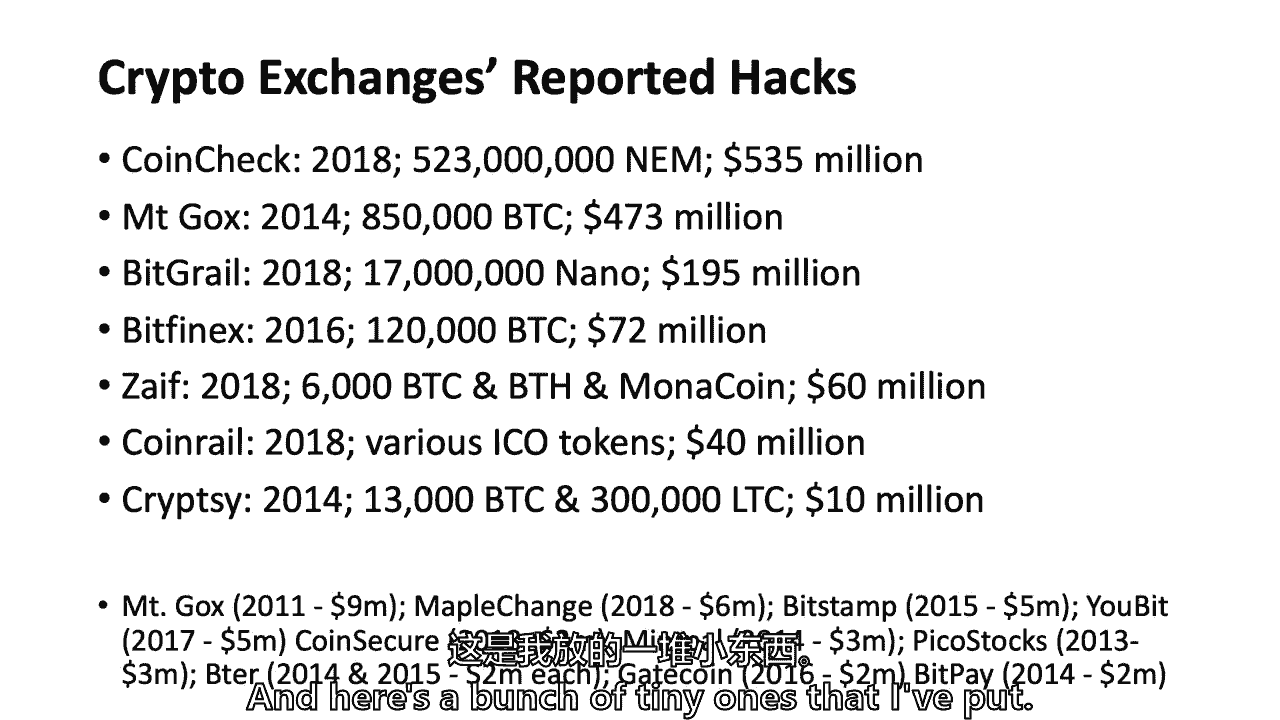 Crypto Exchanges’ Reported Hacks
• CoinCheck: 2018; 523,000,000 NEM; $535 million
• Mt Gox: 2014; 850,000 BTC; $473 million
• BitGrail: 2018; 17,000,000 Nano; $195 million
• Bitfinex: 2016; 120,000 BTC; $72 million
• Zaif: 2018; 6,000 BTC & BTH & MonaCoin; $60 million
• Coinrail: 2018; various ICO tokens; $40 million
• Cryptsy: 2014; 13,000 BTC & 300,000 LTC; $10 million
• Mt. Gox (2011 - $9m); MapleChange (2018 - $6m); Bitstamp (2015 - $5m); YouBit
(2017 - $5m) CoinSecure - $3m); PicoStocks (2013-
$3m); Bter (2014 & 2015 - $2m each); Gatecoin (2016 - $2m) BitPay (2014 - $2m)
这是我放的一堆小东西。
And here's a bunch of tiny ones that I've put.